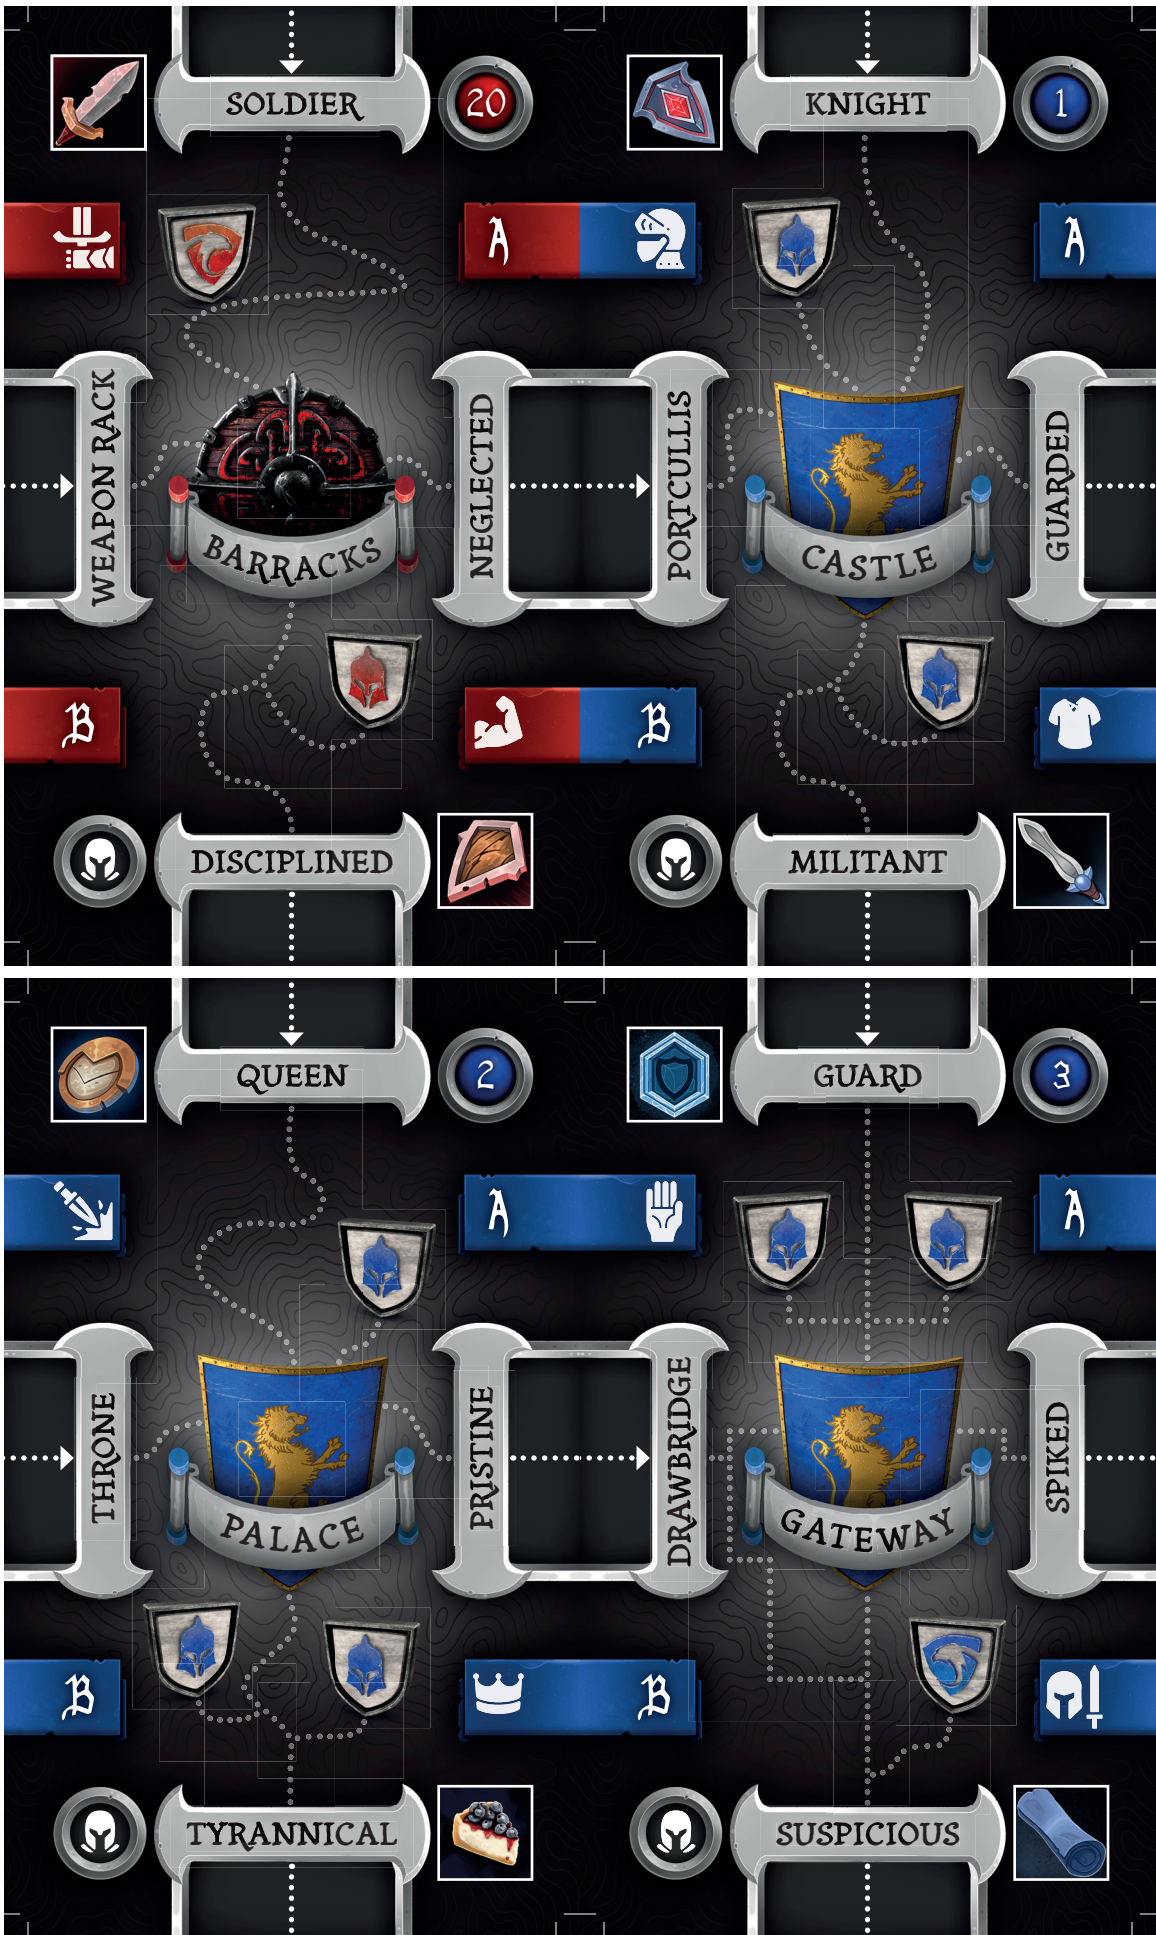 SOLDIER
20
KNIGHT
1
A
A
WEAPON RACK
BARRACKS
NEGLECTED
PORTCULLIS
CASTLE
GUARDED
B
B
DISCIPLINED
MILITANT
QUEEN
2
GUARD
3
A
A
THRONE
PALACE
PRISTINE
DRAWBRIDGE
GATEWAY
SPIKED
B
B
TYRANNICAL
SUSPICIOUS